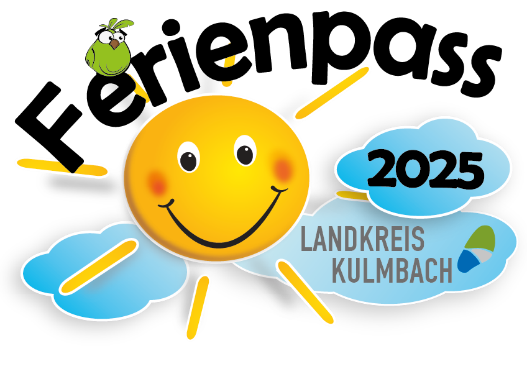 Ferienpass
2025
LANDKREIS
KULMBACH